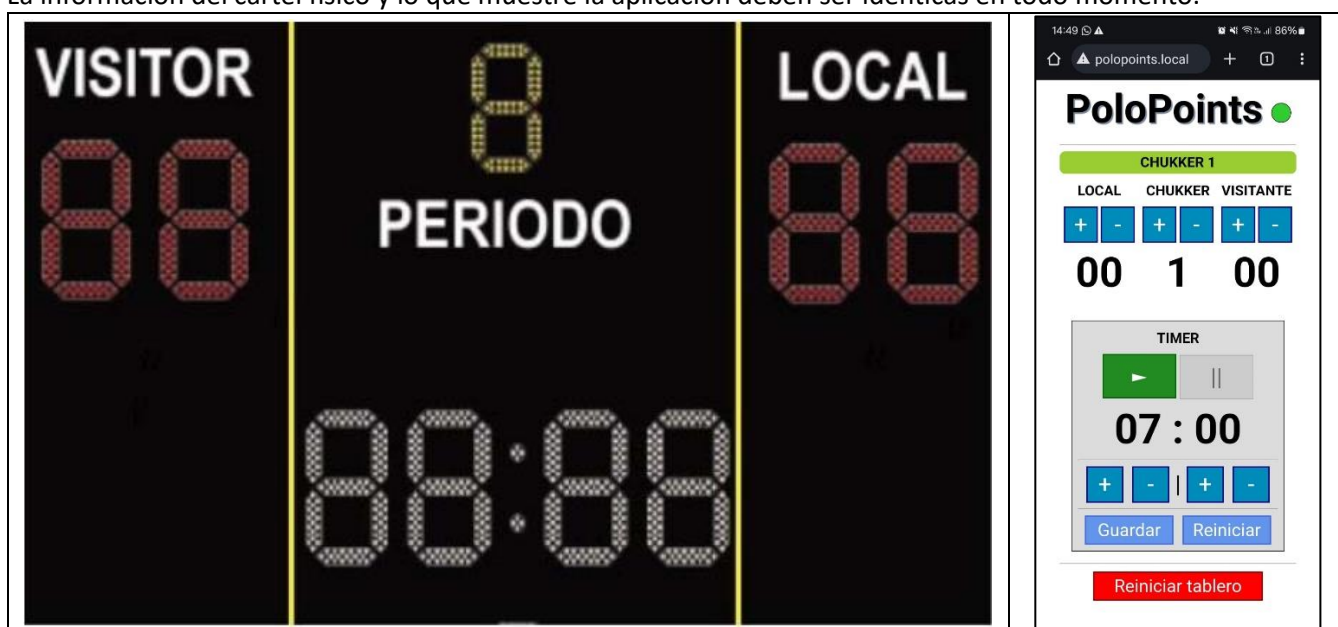 La información del cartel físico y lo que muestre la aplicación deben ser idénticas en todo momento.
VISITOR
8
LOCAL
88
88
PERIODO
88:88
14:49
86%
polopoints.local
+
1
PoloPoints
CHUKKER 1
LOCAL CHUKKER VISITANTE
+ - + - + -
00 1 00
TIMER
► ||
07 : 00
+ - | + -
Guardar Reiniciar
Reiniciar tablero